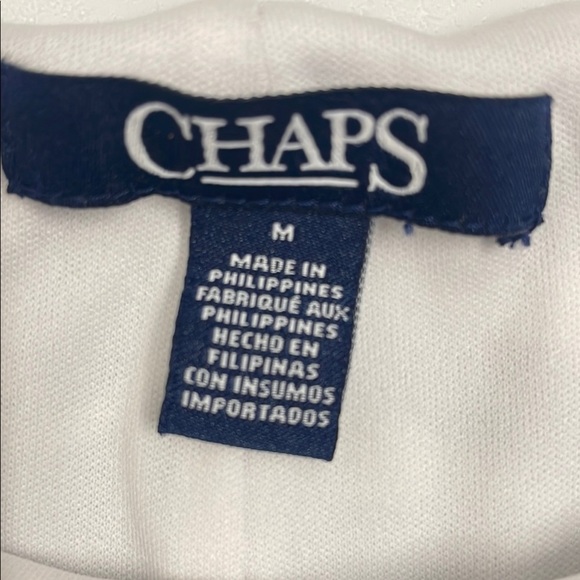 CHAPS
M
MADE IN
PHILIPPINES
FABRIQUÉ AUX
PHILIPPINES
HECHO EN
FILIPINAS
CON INSUMOS
IMPORTADOS